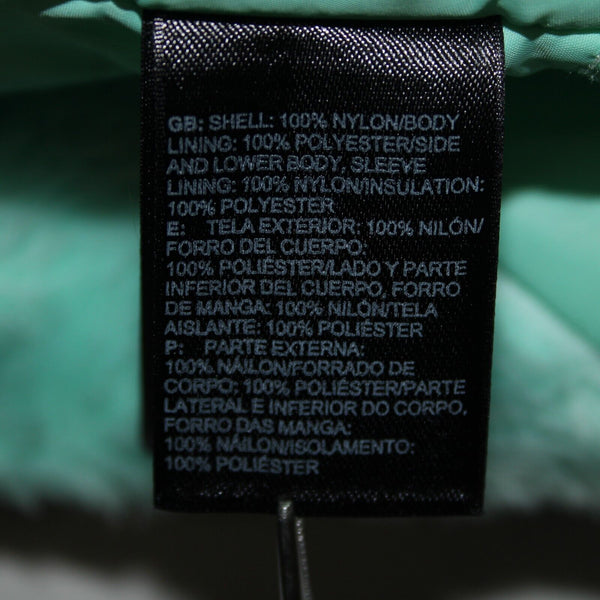 GB: SHELL: 100% NYLON/BODY
LINING: 100% POLYESTER/SIDE
AND LOWER BODY, SLEEVE
LINING: 100% NYLON/INSULATION:
100% POLYESTER
E: TELA EXTERIOR: 100% NILÓN/
FORRO DEL CUERPO:
100% POLIÉSTER/LADO Y PARTE
INFERIOR DEL CUERPO, FORRO
DE MANGA: 100% NILÓN/TELA
AISLANTE: 100% POLIÉSTER
P: PARTE EXTERNA:
100% NÁILON/FORRADO DE
CORPO: 100% POLIÉSTER/PARTE
LATERAL E INFERIOR DO CORPO,
FORRO DAS MANGA:
100% NÁILON/ISOLAMENTO:
100% POLIÉSTER